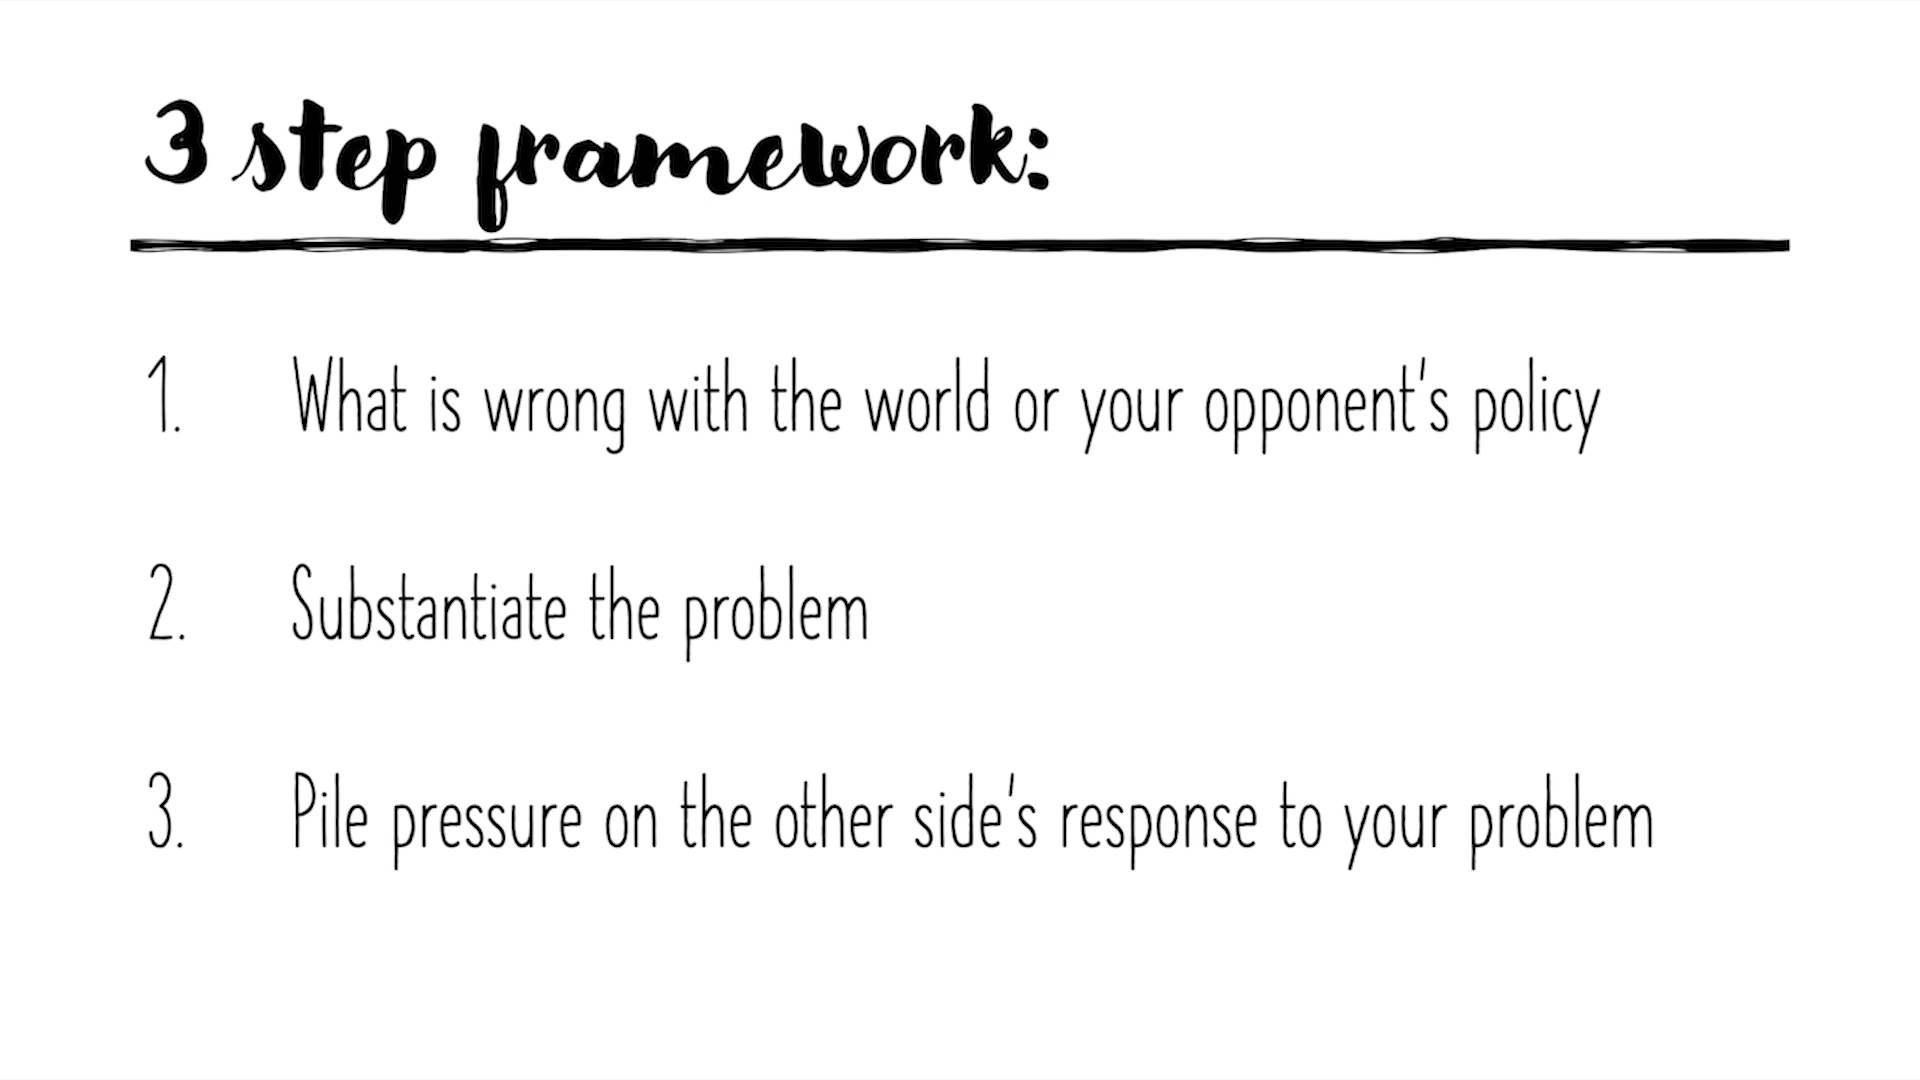 3 step framework:
1. What is wrong with the world or your opponent's policy
2. Substantiate the problem
3. Pile pressure on the other side's response to your problem